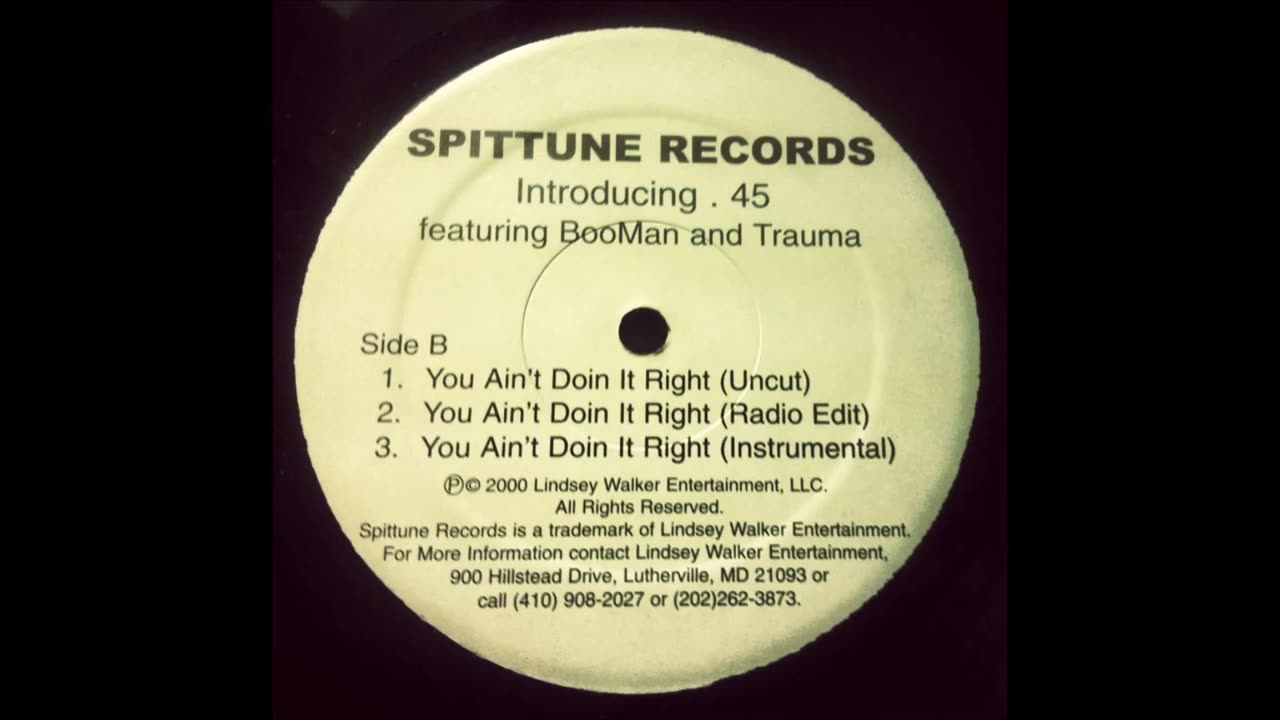 SPITTUNE RECORDS
Introducing . 45
featuring BooMan and Trauma
Side B
1. You Ain't Doin It Right (Uncut)
2. You Ain't Doin It Right (Radio Edit)
3. You Ain't Doin It Right (Instrumental)
℗© 2000 Lindsey Walker Entertainment, LLC.
All Rights Reserved.
Spittune Records is a trademark of Lindsey Walker Entertainment.
For More Information contact Lindsey Walker Entertainment,
900 Hillstead Drive, Lutherville, MD 21093 or
call (410) 908-2027 or (202)262-3873.